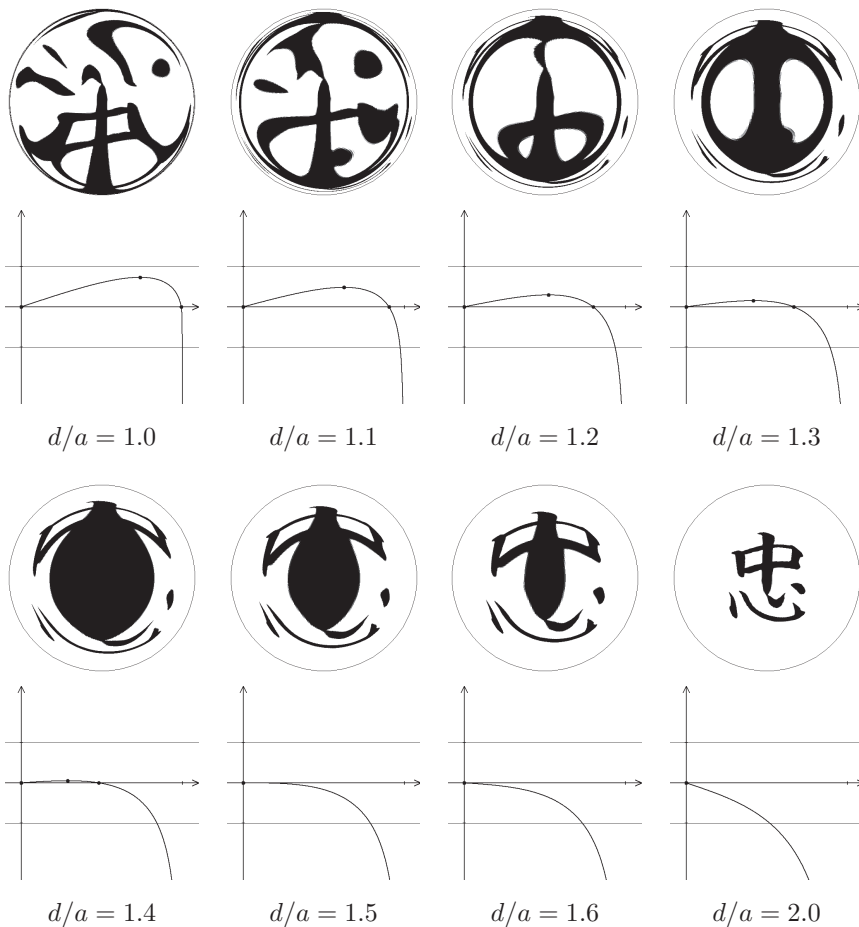 d/a = 1.0 d/a = 1.1 d/a = 1.2 d/a = 1.3
忠
d/a = 1.4 d/a = 1.5 d/a = 1.6 d/a = 2.0